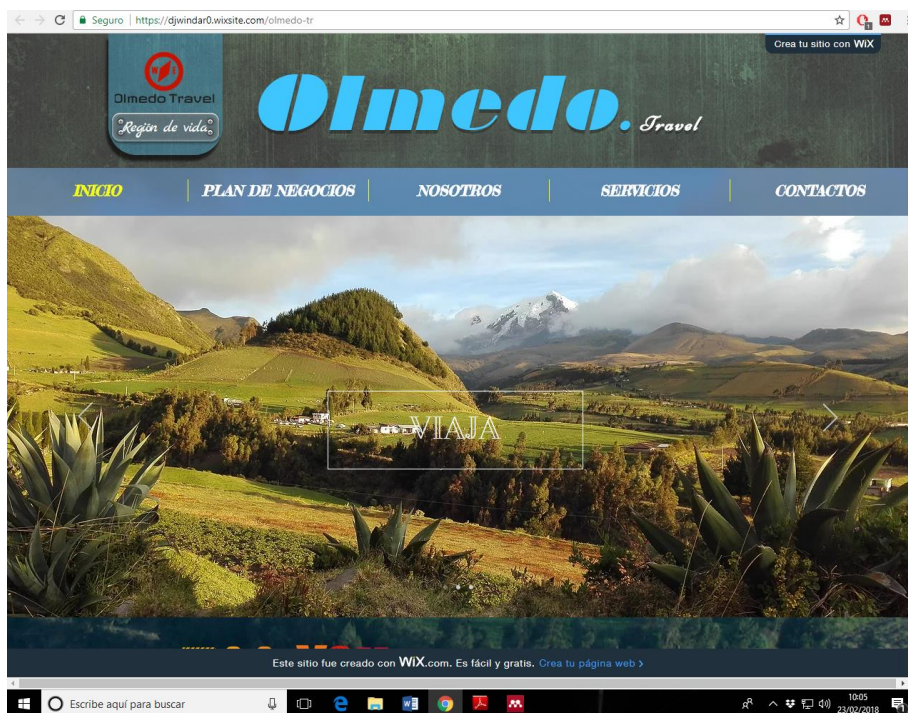 Seguro | https://djwindar0.wixsite.com/olmedo-tr
Crea tu sitio con WiX
Olmedo Travel
Región de vida
Olmedo. Travel
INICIO PLAN DE NEGOCIOS NOSOTROS SERVICIOS CONTACTOS
VIAJA
Este sitio fue creado con WiX.com. Es fácil y gratis. Crea tu página web >
Escribe aquí para buscar
10:05
23/02/2018